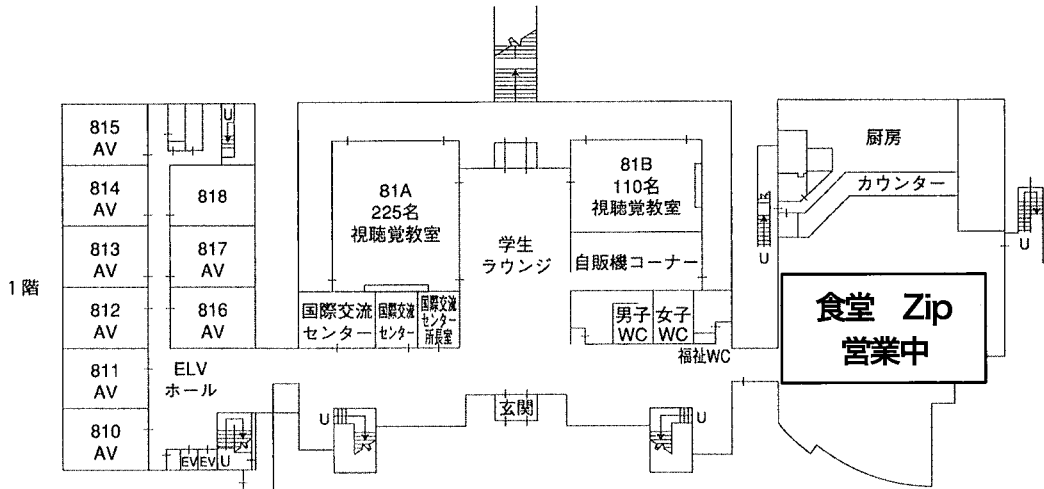 1階
815
AV
814
AV
813
AV
812
AV
811
AV
810
AV
U
818
817
AV
816
AV
ELV
ホール
EV
EV
U
81A
225名
視聴覚教室
国際交流
センター
国際交流
センター
国際交流
センター
所長室
学生
ラウンジ
81B
110名
視聴覚教室
自販機コーナー
男子
WC
女子
WC
福祉WC
玄関
U
U
U
厨房
カウンター
U
食堂 Zip
営業中